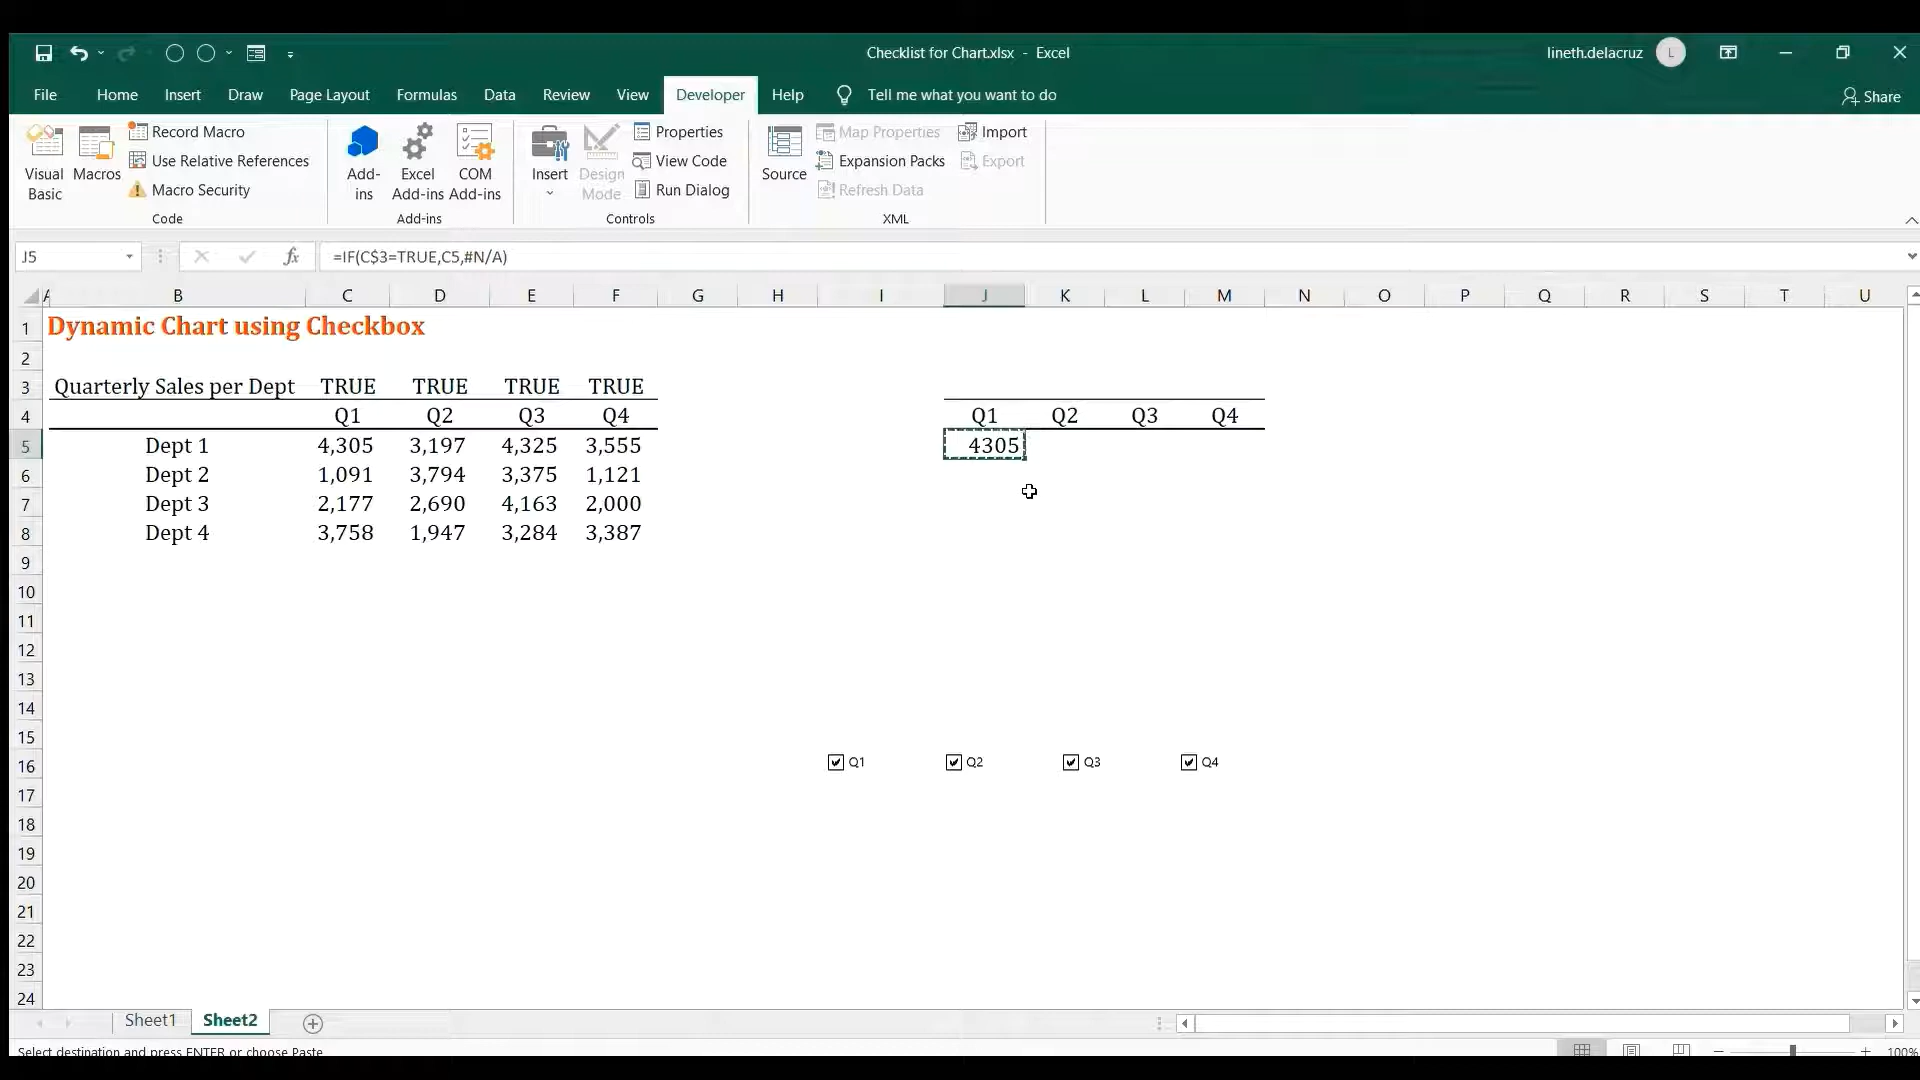 Checklist for Chart.xlsx - Excel
lineth.delacruz
L
File Home Insert Draw Page Layout Formulas Data Review View Developer Help Tell me what you want to do
Share
Visual Basic
Macros
Record Macro
Use Relative References
Macro Security
Code
Add-ins
Excel Add-ins
COM Add-ins
Add-ins
Insert
Design Mode
Properties
View Code
Run Dialog
Controls
Source
Map Properties
Expansion Packs
Refresh Data
Import
Export
XML
J5 fx =IF(C$3=TRUE,C5,#N/A)
A B C D E F G H I J K L M N O P Q R S T U
1 Dynamic Chart using Checkbox
2
3 Quarterly Sales per Dept TRUE TRUE TRUE TRUE
4 Q1 Q2 Q3 Q4 Q1 Q2 Q3 Q4
5 Dept 1 4,305 3,197 4,325 3,555 4305
6 Dept 2 1,091 3,794 3,375 1,121
7 Dept 3 2,177 2,690 4,163 2,000
8 Dept 4 3,758 1,947 3,284 3,387
9
10
11
12
13
14
15
16 Q1 Q2 Q3 Q4
17
18
19
20
21
22
23
24
Sheet1 Sheet2
Select destination and press ENTER or choose Paste
100%